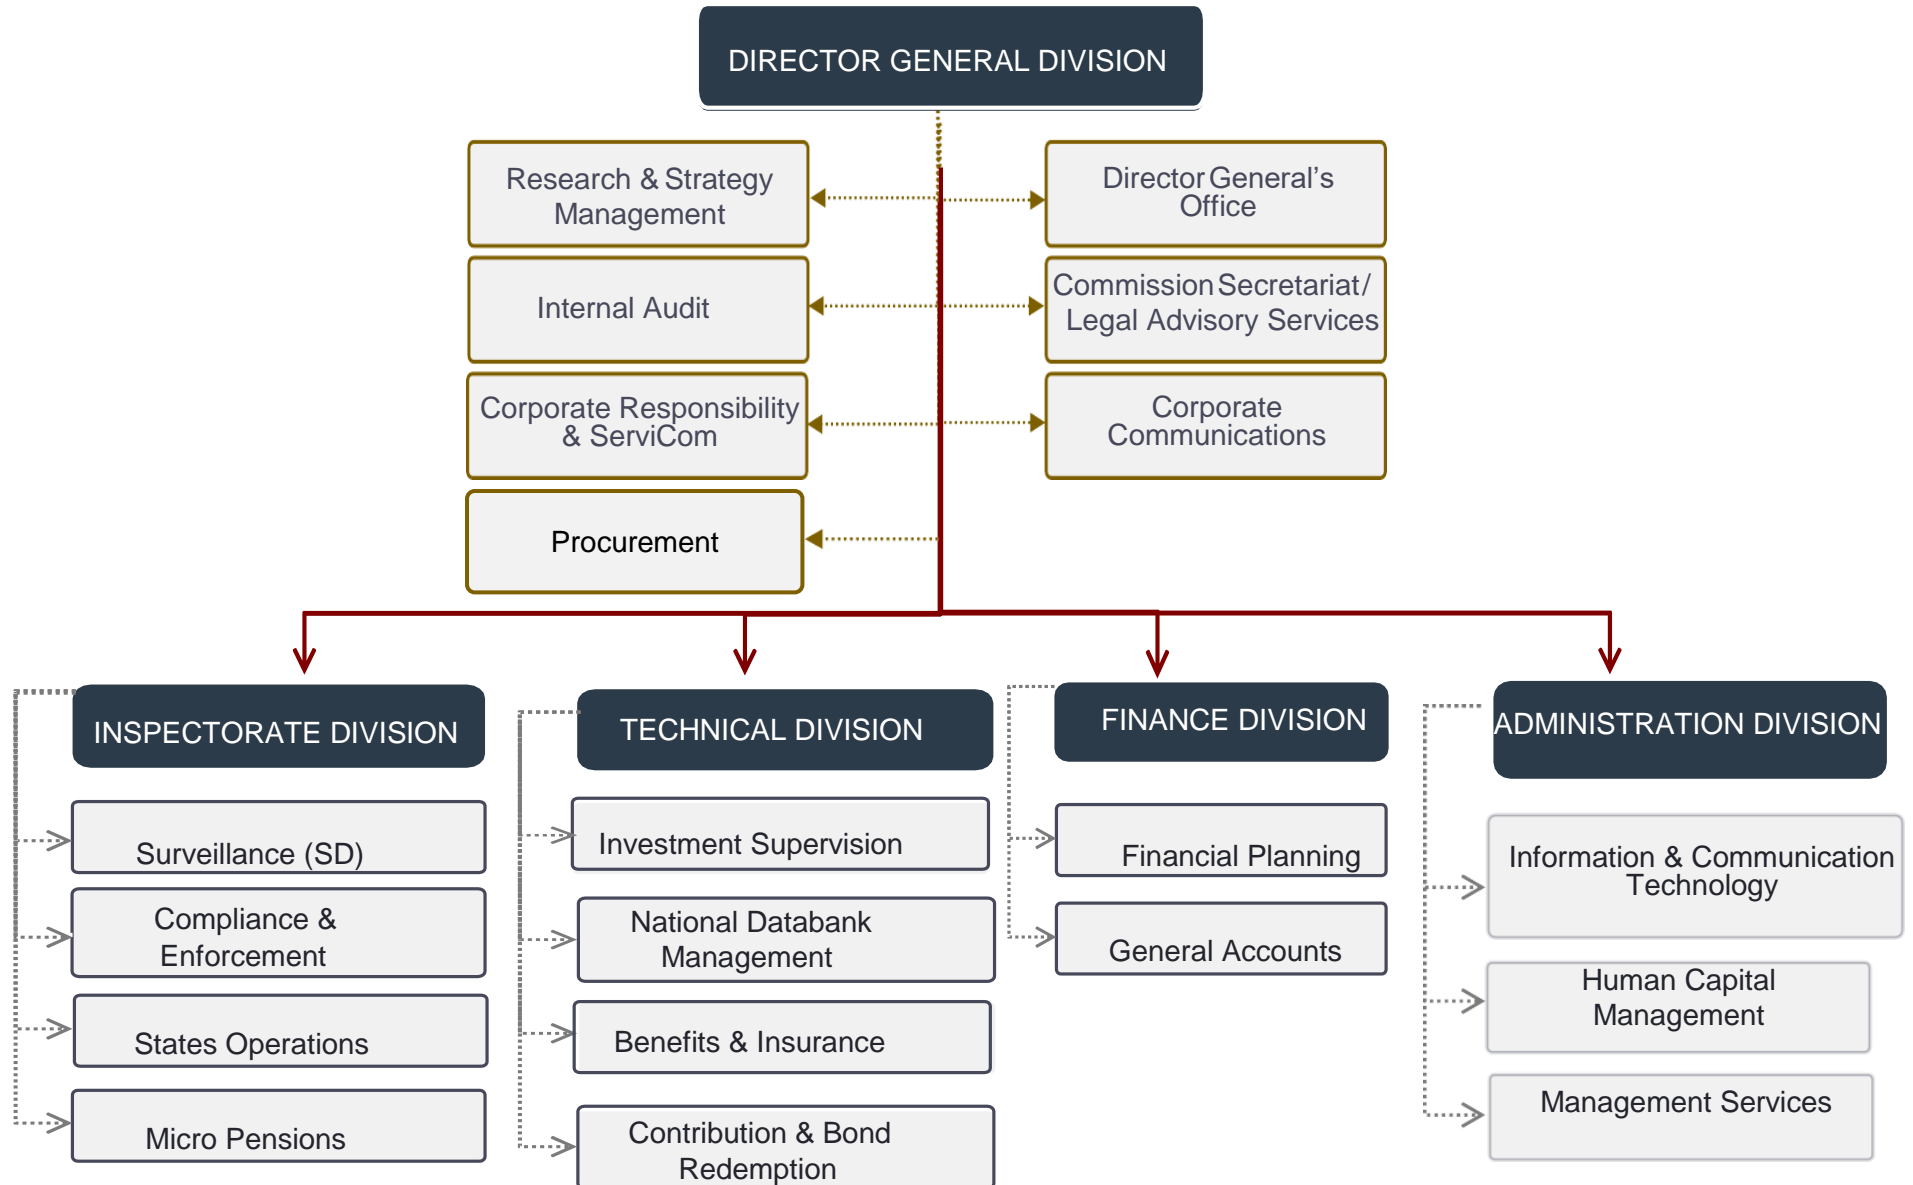 DIRECTOR GENERAL DIVISION
Research & Strategy
Management
Director General's
Office
Internal Audit
Commission Secretariat/
Legal Advisory Services
Corporate Responsibility
& ServiCom
Corporate
Communications
Procurement
INSPECTORATE DIVISION
Surveillance (SD)
Compliance &
Enforcement
States Operations
Micro Pensions
TECHNICAL DIVISION
Investment Supervision
National Databank
Management
Benefits & Insurance
Contribution & Bond
Redemption
FINANCE DIVISION
Financial Planning
General Accounts
ADMINISTRATION DIVISION
Information & Communication
Technology
Human Capital
Management
Management Services